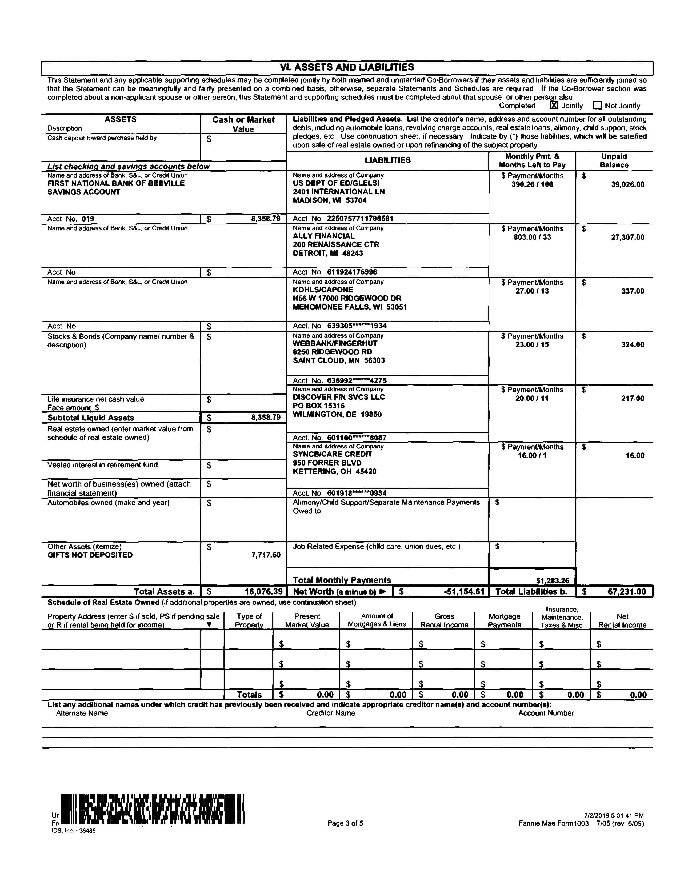 VI. ASSETS AND LIABILITIES
This Statement and any applicable supporting schedules may be completed jointly by both married and unmarried Co-Borrowers if their assets and liabilities are sufficiently joined so
that the Statement can be meaningfully and fairly presented on a combined basis, otherwise, separate Statements and Schedules are required If the Co-Borrower section was
completed about a non-applicant spouse or other person, this Statement and supporting schedules must be completed about that spouse or other person also
Completed X Jointly Not Jointly
ASSETS
Description
Cash or Market
Value
Cash deposit toward purchase held by
$
List checking and savings accounts below
Name and address of Bank, S&L, or Credit Union
FIRST NATIONAL BANK OF BEEVILLE
SAVINGS ACCOUNT
Acct No. 019 $ 8,358.79
Name and address of Bank, S&L, or Credit Union
Acct No $
Name and address of Bank, S&L, or Credit Union
Acct No $
Stocks & Bonds (Company name/ number &
description)
$
Life insurance net cash value
Face amount $
$
Subtotal Liquid Assets $ 8,358.79
Real estate owned (enter market value from
schedule of real estate owned)
$
Vested interest in retirement fund $
Net worth of business(es) owned (attach
financial statement)
$
Automobiles owned (make and year) $
Other Assets (itemize)
GIFTS NOT DEPOSITED
$ 7,717.60
Total Assets a. $ 16,076.39
Liabilities and Pledged Assets. List the creditor's name, address and account number for all outstanding
debts, including automobile loans, revolving charge accounts, real estate loans, alimony, child support, stock
pledges, etc Use continuation sheet, if necessary Indicate by (*) those liabilities, which will be satisfied
upon sale of real estate owned or upon refinancing of the subject property
LIABILITIES
Monthly Pmt. &
Months Left to Pay
Unpaid
Balance
Name and address of Company
US DEPT OF ED/GLELSI
2401 INTERNATIONAL LN
MADISON, WI 53704
$ Payment/Months
$ 39,026.00
Name and address of Company
ALLY FINANCIAL
200 RENAISSANCE CTR
DETROIT, MI 48243
$ Payment/Months
803.00 / 33
$ 27,307.00
Acct No 611924176996
Name and address of Company
KOHLS/CAPONE
N56 W 17000 RIDGEWOOD DR
MENOMONEE FALLS, WI 53051
$ Payment/Months
27.00 / 13
$ 337.00
Acct. No 639305******1934
Name and address of Company
WEBBANK/FINGERHUT
6250 RIDGEWOOD RD
SAINT CLOUD, MN 56303
$ Payment/Months
23.00 / 15
$ 324.00
Acct No. 636992******4275
Name and address of Company
DISCOVER FIN SVCS LLC
PO BOX 15316
WILMINGTON, DE 19850
$ Payment/Months
20.00 / 11
$ 217.00
Name and address of Company
SYNCB/CARE CREDIT
950 FORRER BLVD
KETTERING, OH 45420
$ Payment/Months
16.00 / 1
$ 16.00
Acct No 601918******0934
Alimony/Child Support/Separate Maintenance Payments
Owed to
$
Job Related Expense (child care, union dues, etc.) $
Total Monthly Payments $1,283.26
Net Worth (a minus b) ► $ -51,154.61 Total Liabilities b. $ 67,231.00
Schedule of Real Estate Owned (if additional properties are owned, use continuation sheet)
Property Address (enter S if sold, PS if pending sale
or R if rental being held for income) ▼
Type of
Property
Present
Market Value
Amount of
Mortgages & Liens
Gross
Rental Income
Mortgage
Payments
Insurance,
Maintenance,
Taxes & Misc
Net
Rental Income
$ $ $ $ $ $
$ $ $ $ $ $
$ $ $ $ $ $
Totals $ 0.00 $ 0.00 $ 0.00 $ 0.00 $ 0.00 $ 0.00
List any additional names under which credit has previously been received and indicate appropriate creditor name(s) and account number(s):
Alternate Name Creditor Name Account Number
Page 3 of 5
Fannie Mae Form 1003 7/05 (rev. 6/09)